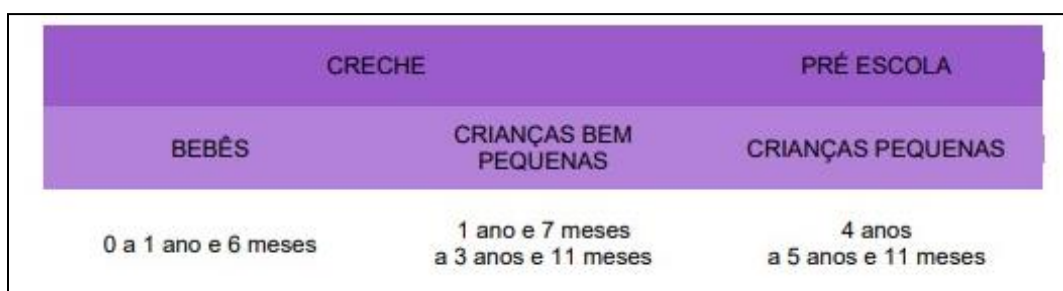 CRECHE PRÉ ESCOLA
BEBÊS
CRIANÇAS BEM
PEQUENAS
CRIANÇAS PEQUENAS
0 a 1 ano e 6 meses
1 ano e 7 meses
a 3 anos e 11 meses
4 anos
a 5 anos e 11 meses